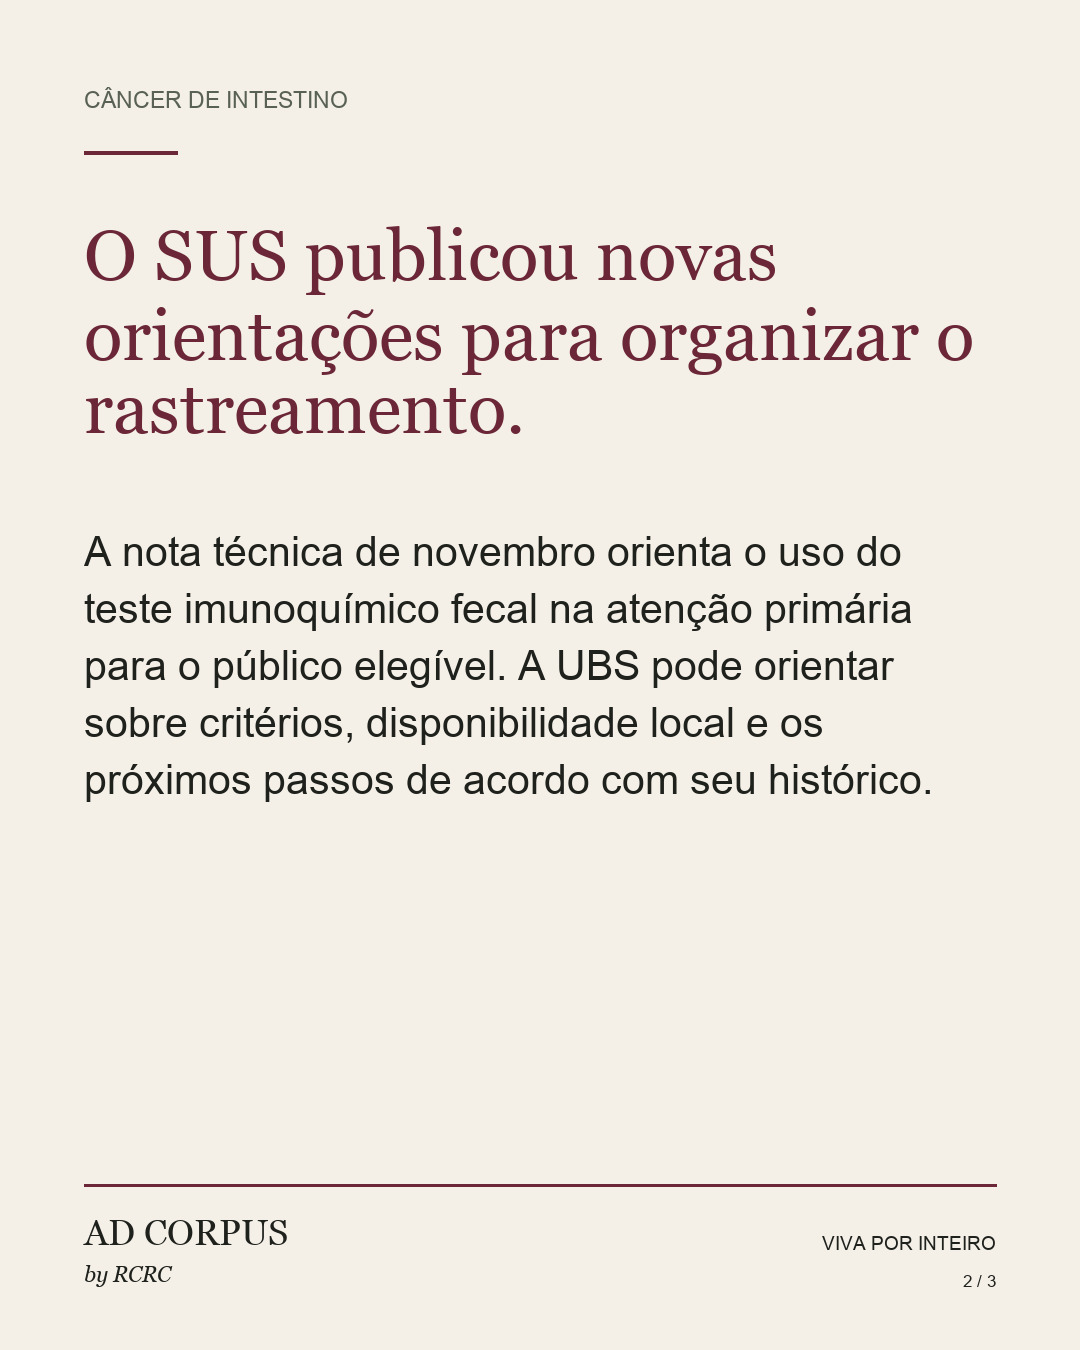 CÂNCER DE INTESTINO
O SUS publicou novas
orientações para organizar o
rastreamento.
A nota técnica de novembro orienta o uso do
teste imunoquímico fecal na atenção primária
para o público elegível. A UBS pode orientar
sobre critérios, disponibilidade local e os
próximos passos de acordo com seu histórico.
AD CORPUS
by RCRC
VIVA POR INTEIRO
2 / 3